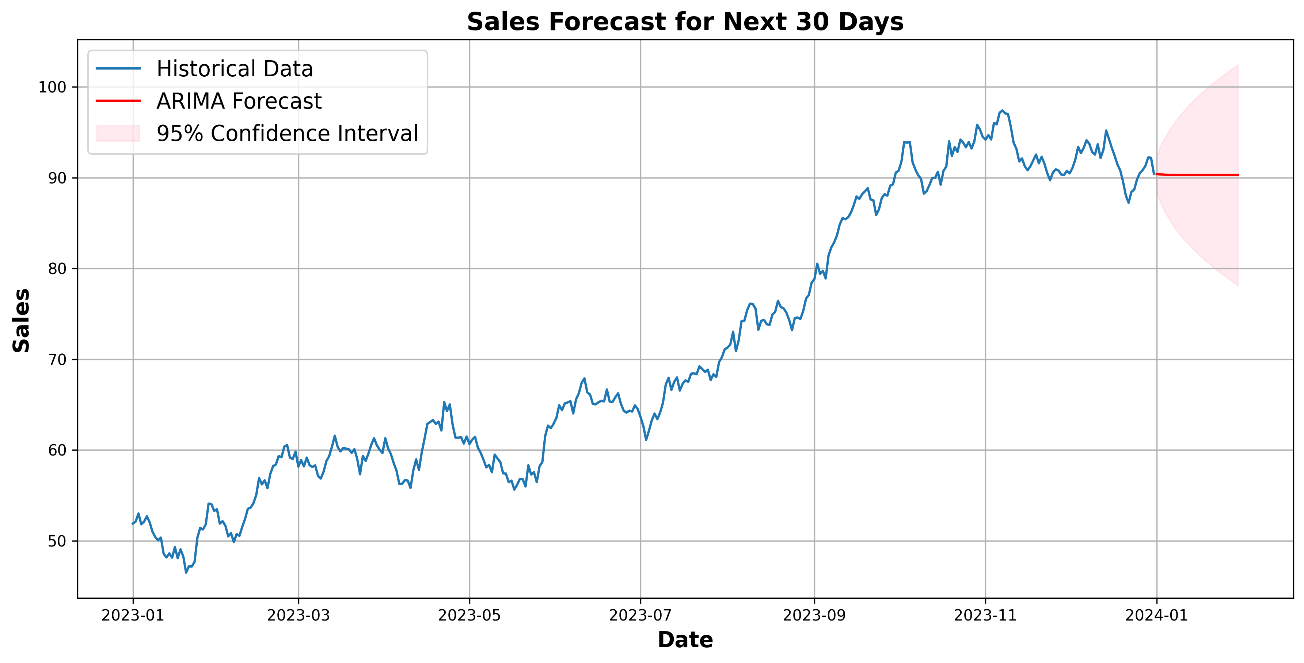 Sales Forecast for Next 30 Days
Historical Data
ARIMA Forecast
95% Confidence Interval
100
90
80
70
60
50
Sales
2023-01 2023-03 2023-05 2023-07 2023-09 2023-11 2024-01
Date